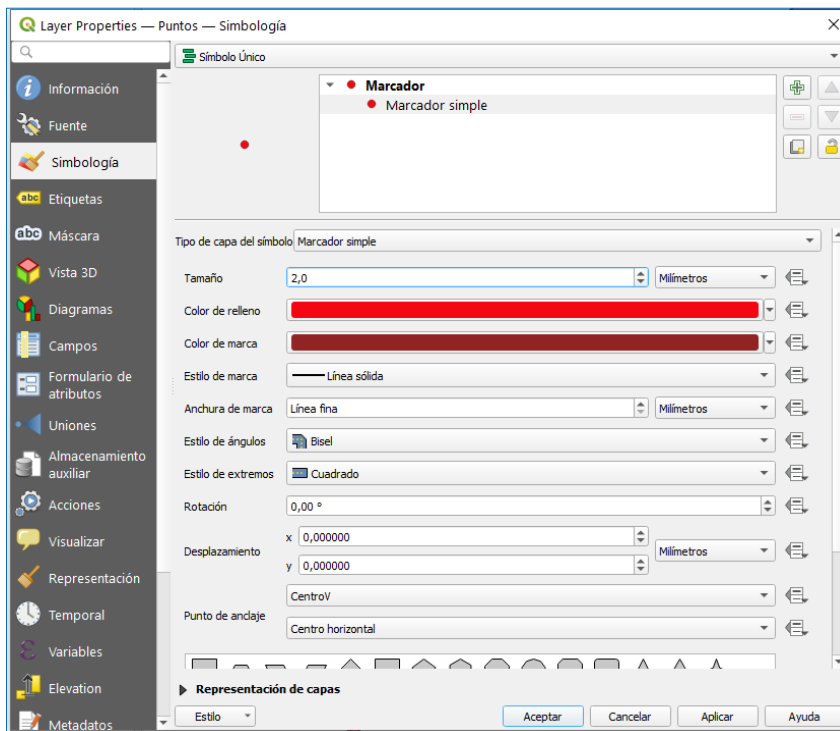 Layer Properties — Puntos — Simbología
Símbolo Único
Información
Fuente
Simbología
abc Etiquetas
abc Máscara
Vista 3D
Diagramas
Campos
Formulario de
atributos
Uniones
Almacenamiento
auxiliar
Acciones
Visualizar
Representación
Temporal
ε Variables
Elevation
Metadatos
Marcador
Marcador simple
Tipo de capa del símbolo Marcador simple
Tamaño 2,0 Milímetros
Color de relleno
Color de marca
Estilo de marca Línea sólida
Anchura de marca Línea fina Milímetros
Estilo de ángulos Bisel
Estilo de extremos Cuadrado
Rotación 0,00 °
Desplazamiento x 0,000000 Milímetros
y 0,000000
Punto de anclaje CentroV
Centro horizontal
Representación de capas
Estilo Aceptar Cancelar Aplicar Ayuda